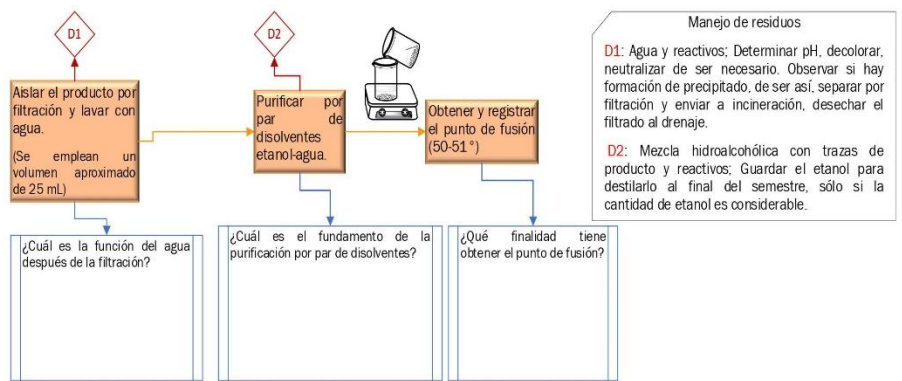 D1
D2
Aislar el producto por
filtración y lavar con
agua.
(Se emplean un
volumen aproximado
de 25 mL)
Purificar por
par de
disolventes
etanol-agua.
Obtener y registrar
el punto de fusión
(50-51°)
¿Cuál es la función del agua
después de la filtración?
¿Cuál es el fundamento de la
purificación por par de disolventes?
¿Qué finalidad tiene
obtener el punto de fusión?
Manejo de residuos
D1: Agua y reactivos; Determinar pH, decolorar,
neutralizar de ser necesario. Observar si hay
formación de precipitado, de ser así, separar por
filtración y enviar a incineración, desechar el
filtrado al drenaje.
D2: Mezcla hidroalcohólica con trazas de
producto y reactivos; Guardar el etanol para
destilarlo al final del semestre, sólo si la
cantidad de etanol es considerable.